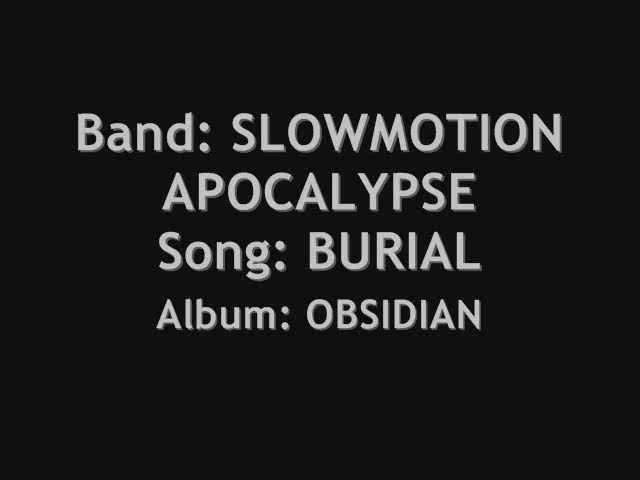 Band: SLOWMOTION
APOCALYPSE
Song: BURIAL
Album: OBSIDIAN